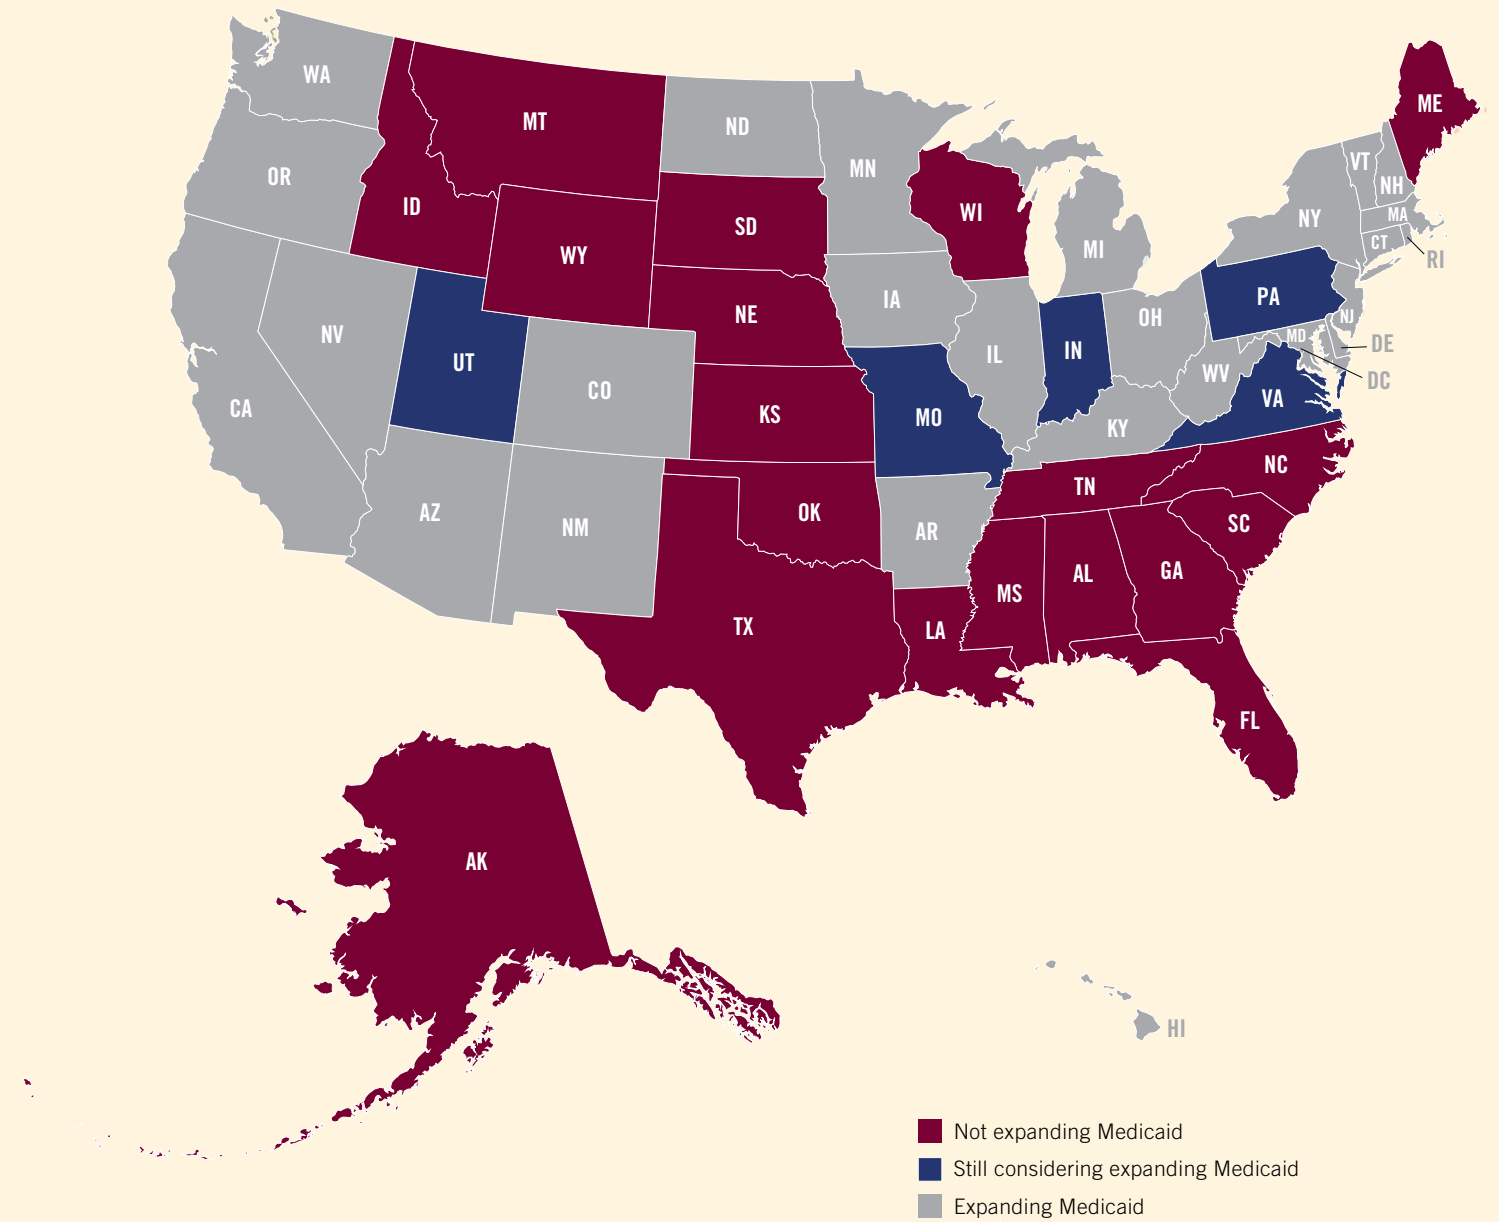 WA
MT
ME
ND
MN
OR
VT
NH
ID
WI
NY
MA
SD
CT
MI
RI
WY
IA
PA
NE
OH
NJ
NV
MD
DE
IN
IL
UT
WV
DC
CO
CA
VA
KS
MO
KY
NC
TN
AZ
OK
SC
NM
AR
GA
AL
MS
TX
LA
FL
AK
HI
Not expanding Medicaid
Still considering expanding Medicaid
Expanding Medicaid